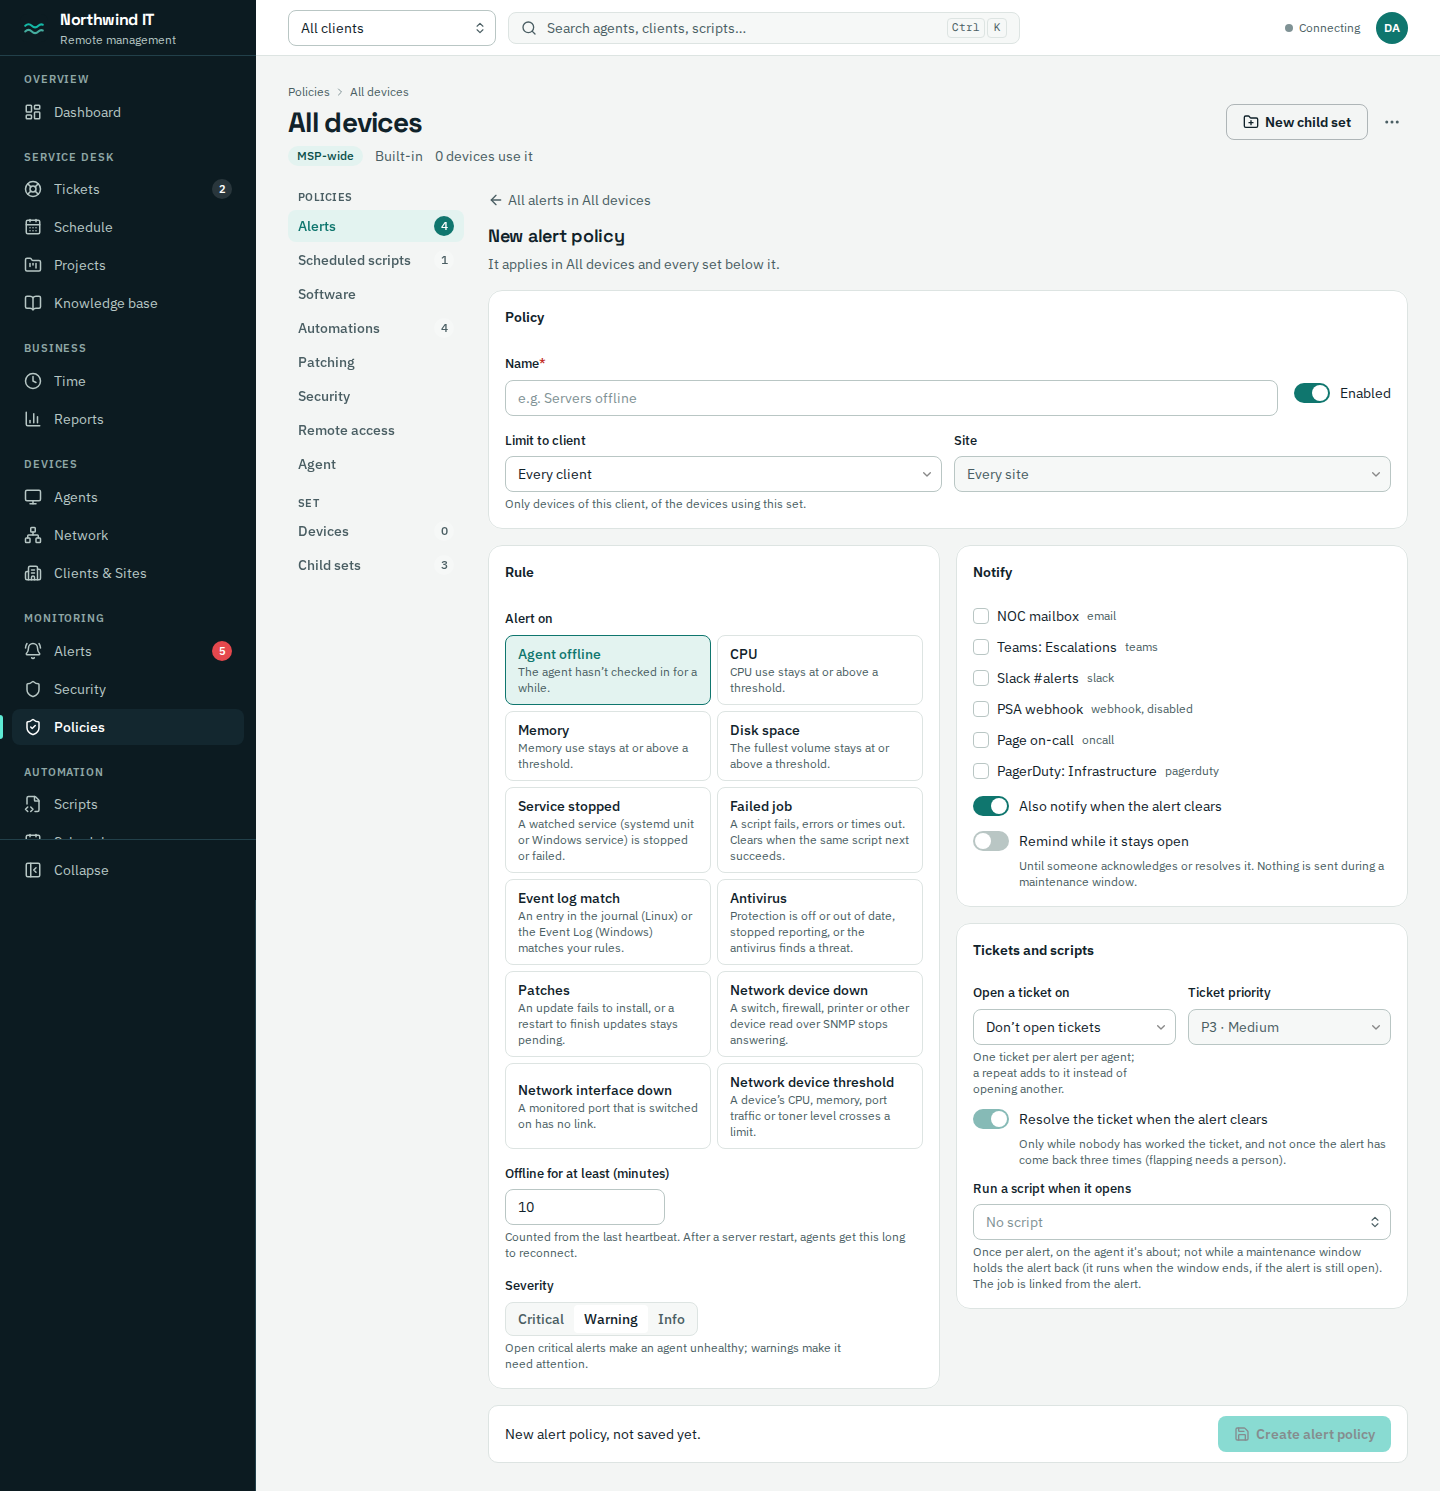 Northwind IT
Remote management
All clients
Search agents, clients, scripts...
Ctrl K
Connecting
DA
OVERVIEW
Dashboard
SERVICE DESK
Tickets 2
Schedule
Projects
Knowledge base
BUSINESS
Time
Reports
DEVICES
Agents
Network
Clients & Sites
MONITORING
Alerts 5
Security
Policies
AUTOMATION
Scripts
Collapse
Policies > All devices
All devices
MSP-wide Built-in 0 devices use it
New child set
POLICIES
Alerts 4
Scheduled scripts 1
Software
Automations 4
Patching
Security
Remote access
Agent
SET
Devices 0
Child sets 3
All alerts in All devices
New alert policy
It applies in All devices and every set below it.
Policy
Name*
e.g. Servers offline
Enabled
Limit to client
Every client
Only devices of this client, of the devices using this set.
Site
Every site
Rule
Alert on
Agent offline
The agent hasn't checked in for a
while.
CPU
CPU use stays at or above a
threshold.
Memory
Memory use stays at or above a
threshold.
Disk space
The fullest volume stays at or
above a threshold.
Service stopped
A watched service (systemd unit
or Windows service) is stopped
or failed.
Failed job
A script fails, errors or times out.
Clears when the same script next
succeeds.
Event log match
An entry in the journal (Linux) or
the Event Log (Windows)
matches your rules.
Antivirus
Protection is off or out of date,
stopped reporting, or the
antivirus finds a threat.
Patches
An update fails to install, or a
restart to finish updates stays
pending.
Network device down
A switch, firewall, printer or other
device read over SNMP stops
answering.
Network interface down
A monitored port that is switched
on has no link.
Network device threshold
A device's CPU, memory, port
traffic or toner level crosses a
limit.
Offline for at least (minutes)
10
Counted from the last heartbeat. After a server restart, agents get this long
to reconnect.
Severity
Critical Warning Info
Open critical alerts make an agent unhealthy; warnings make it
need attention.
Notify
NOC mailbox email
Teams: Escalations teams
Slack #alerts slack
PSA webhook webhook, disabled
Page on-call oncall
PagerDuty: Infrastructure pagerduty
Also notify when the alert clears
Remind while it stays open
Until someone acknowledges or resolves it. Nothing is sent during a
maintenance window.
Tickets and scripts
Open a ticket on
Don't open tickets
One ticket per alert per agent;
a repeat adds to it instead of
opening another.
Ticket priority
P3 · Medium
Resolve the ticket when the alert clears
Only while nobody has worked the ticket, and not once the alert has
come back three times (flapping needs a person).
Run a script when it opens
No script
Once per alert, on the agent it's about; not while a maintenance window
holds the alert back (it runs when the window ends, if the alert is still open).
The job is linked from the alert.
New alert policy, not saved yet.
Create alert policy